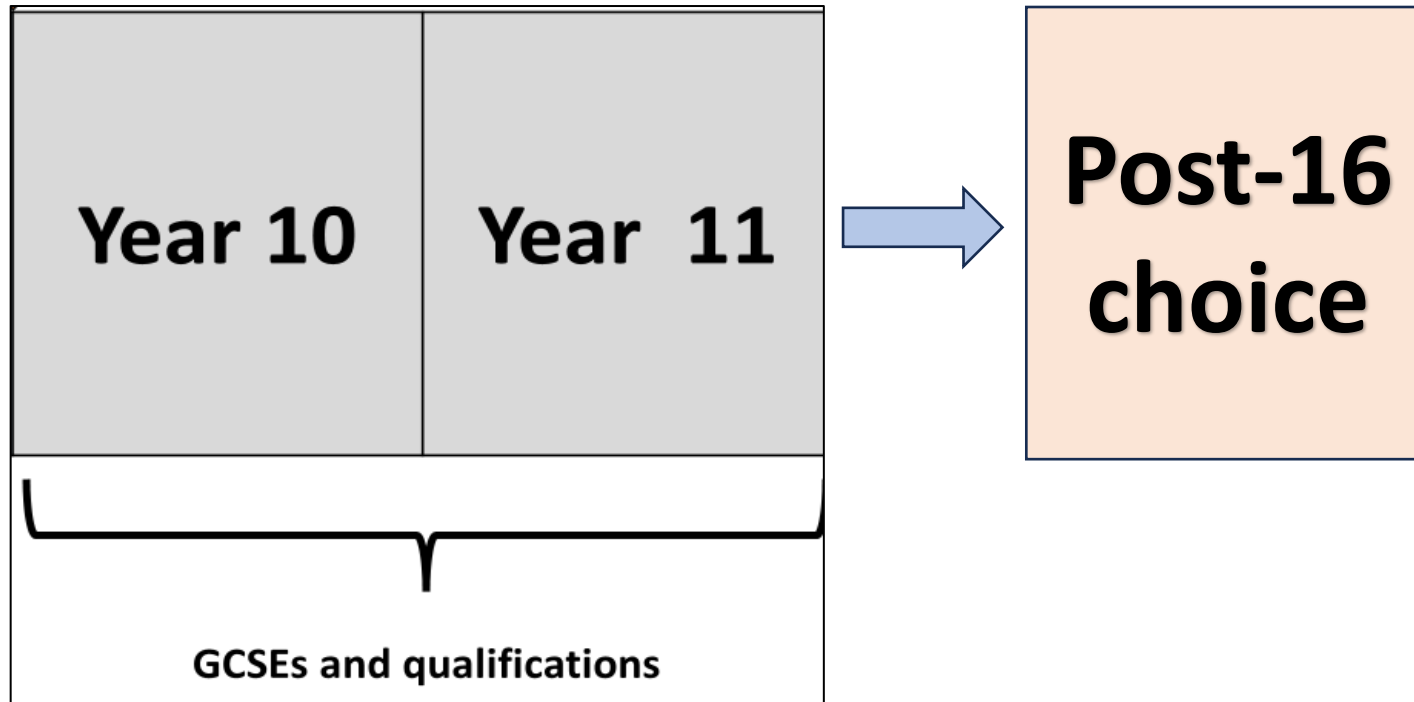 Year 10
Year 11
Post-16
choice
GCSEs and qualifications